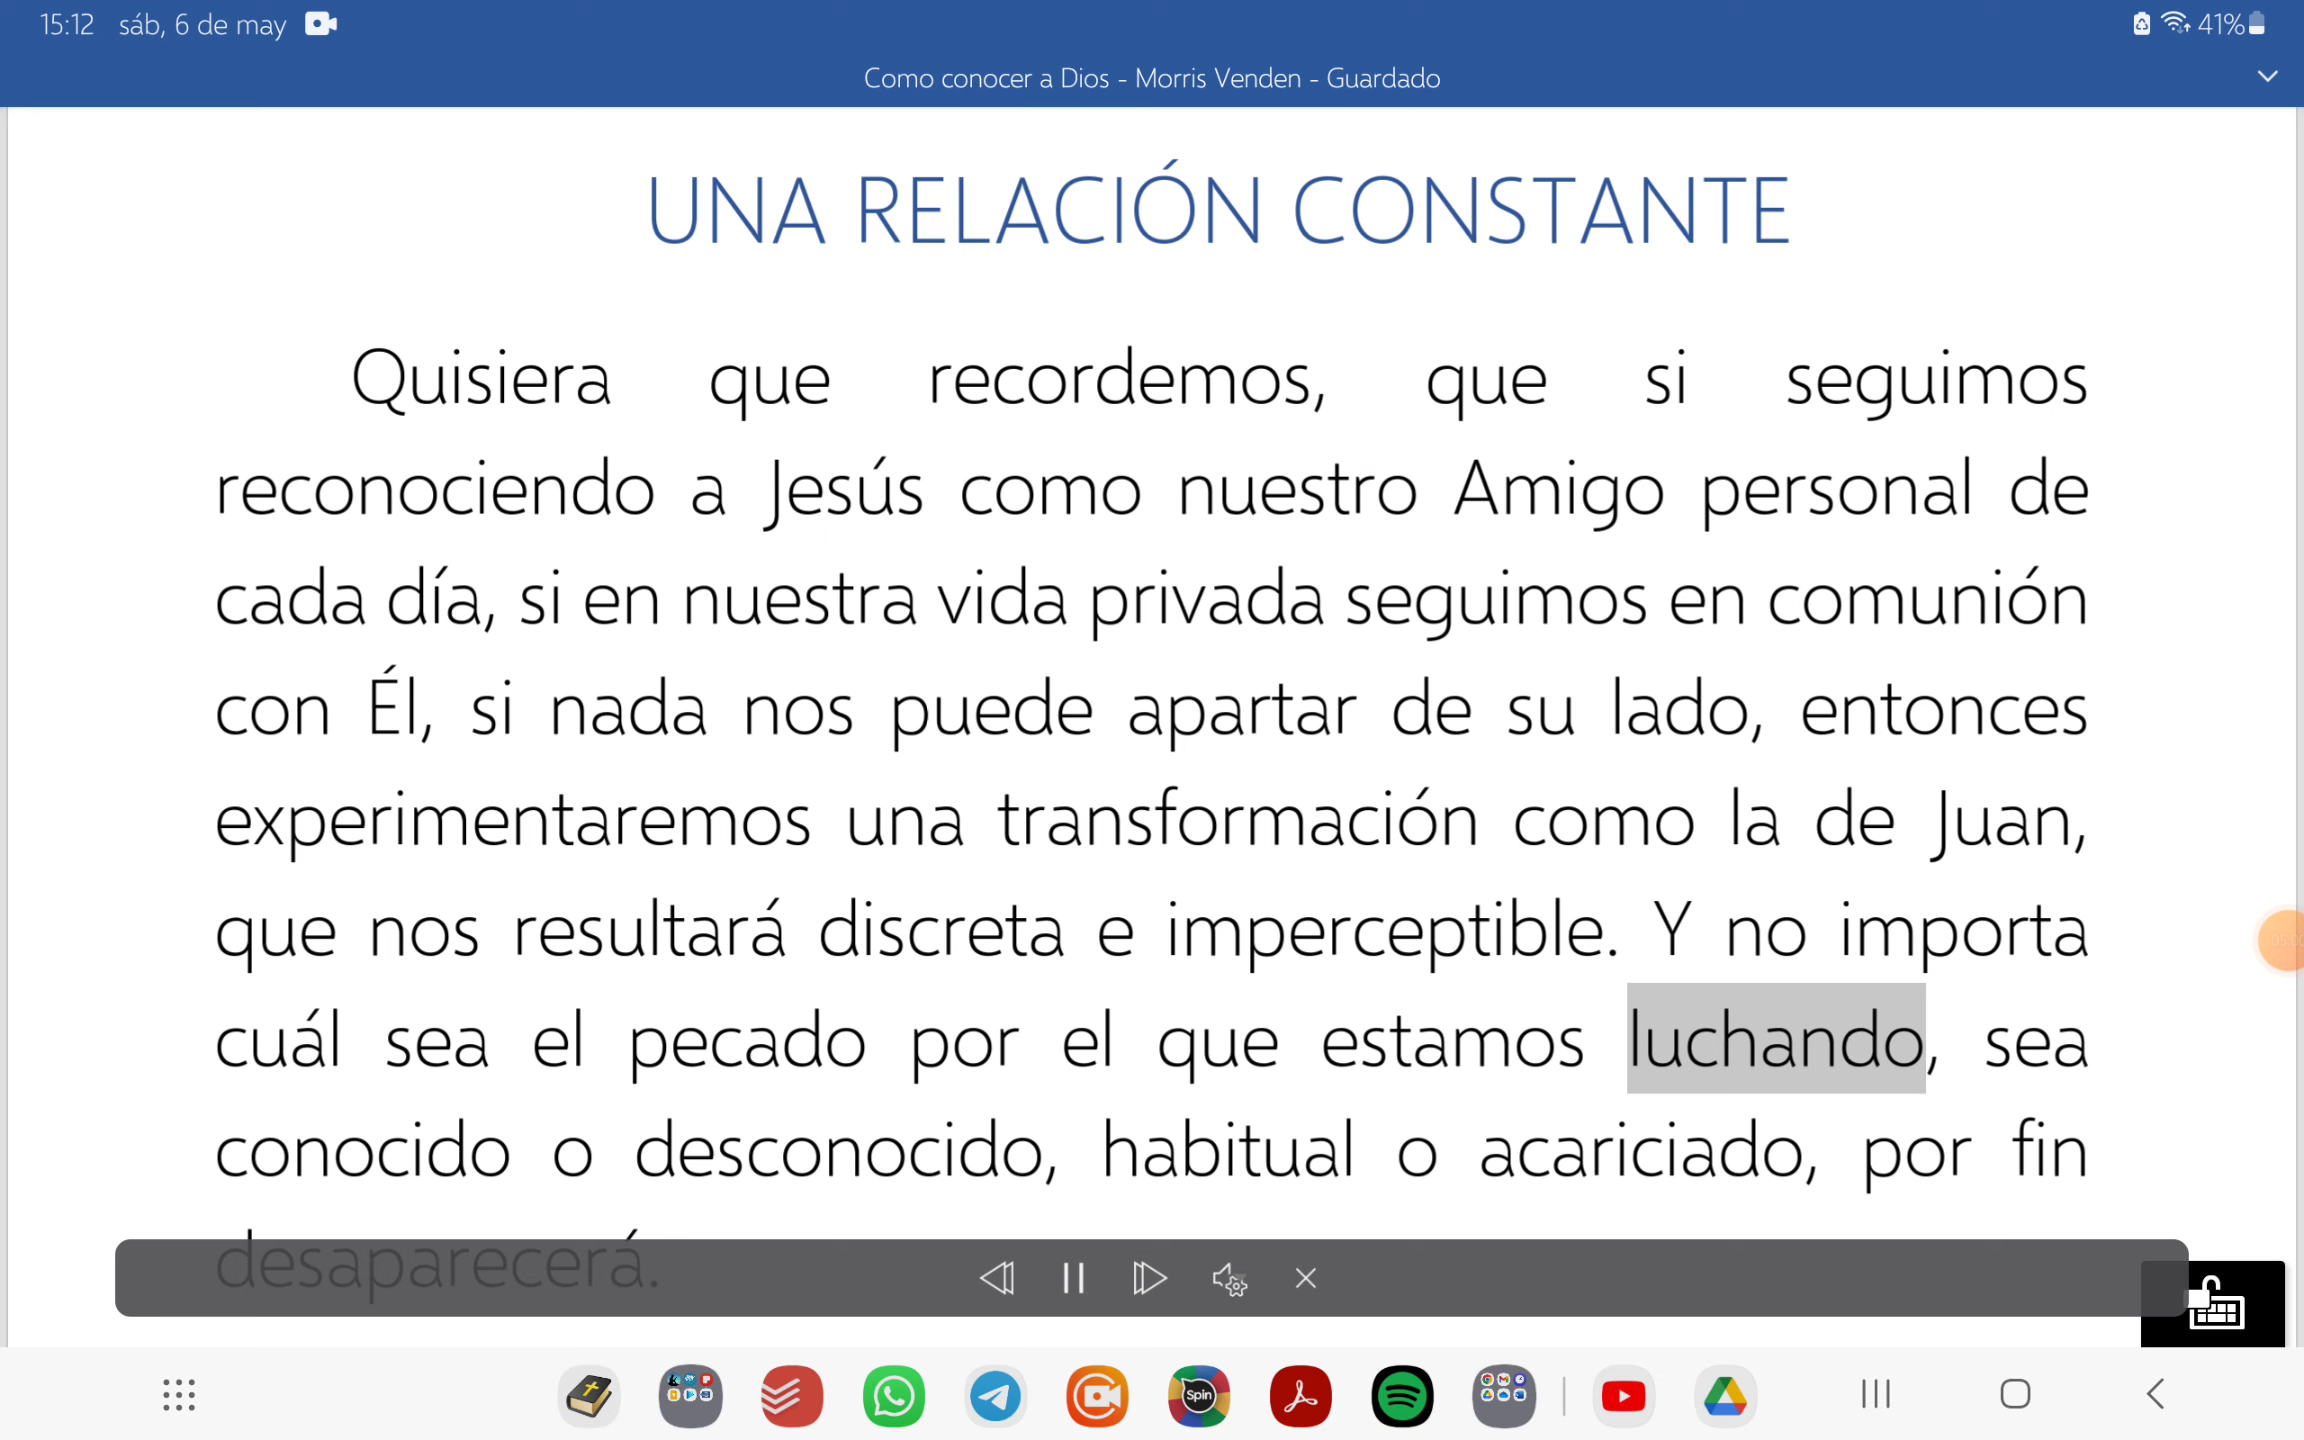 15:12 sáb, 6 de may
41%
Como conocer a Dios - Morris Venden - Guardado
UNA RELACIÓN CONSTANTE
Quisiera que recordemos, que si seguimos
reconociendo a Jesús como nuestro Amigo personal de
cada día, si en nuestra vida privada seguimos en comunión
con Él, si nada nos puede apartar de su lado, entonces
experimentaremos una transformación como la de Juan,
que nos resultará discreta e imperceptible. Y no importa
cuál sea el pecado por el que estamos luchando, sea
conocido o desconocido, habitual o acariciado, por fin
desaparecerá.
Spin